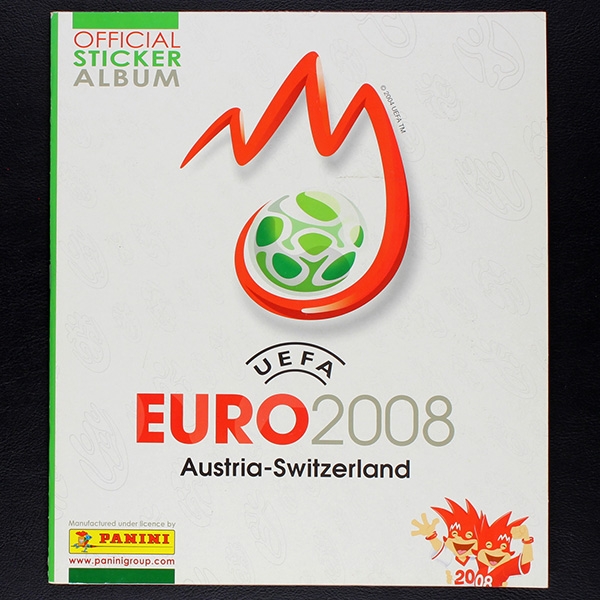 OFFICIAL
STICKER
ALBUM
© 2004 UEFA TM
UEFA
EURO2008
Austria-Switzerland
Manufactured under licence by
PANINI
www.paninigroup.com
2008